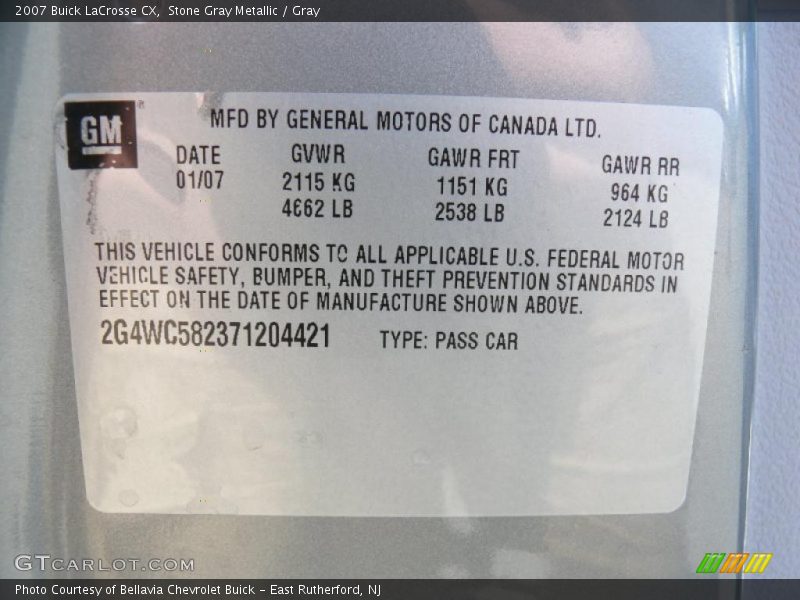 2007 Buick LaCrosse CX, Stone Gray Metallic / Gray
GM
MFD BY GENERAL MOTORS OF CANADA LTD.
DATE GVWR GAWR FRT GAWR RR
01/07 2115 KG 1151 KG 964 KG
4662 LB 2538 LB 2124 LB
THIS VEHICLE CONFORMS TO ALL APPLICABLE U.S. FEDERAL MOTOR
VEHICLE SAFETY, BUMPER, AND THEFT PREVENTION STANDARDS IN
EFFECT ON THE DATE OF MANUFACTURE SHOWN ABOVE.
2G4WC582371204421 TYPE: PASS CAR
GTCARLOT.COM
Photo Courtesy of Bellavia Chevrolet Buick - East Rutherford, NJ